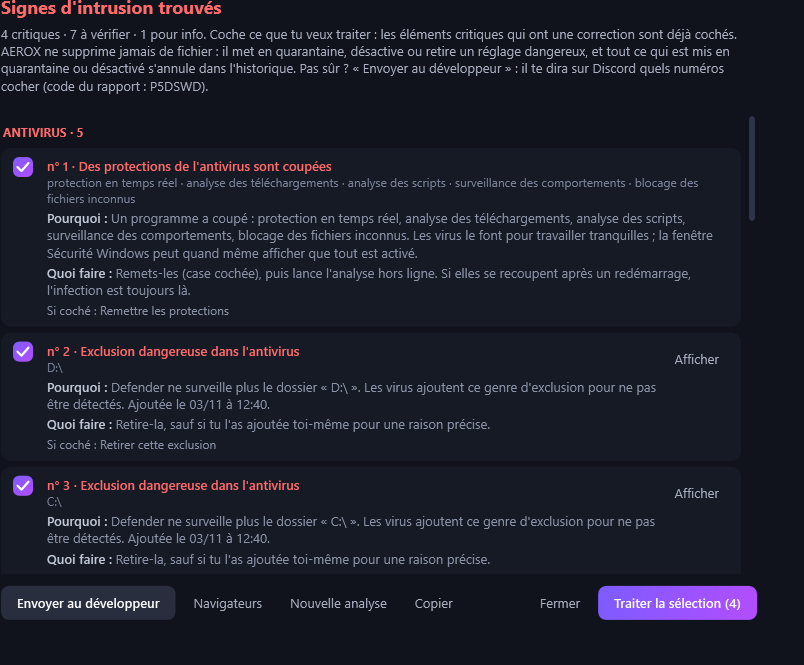 Signes d'intrusion trouvés
4 critiques · 7 à vérifier · 1 pour info. Coche ce que tu veux traiter : les éléments critiques qui ont une correction sont déjà cochés.
AEROX ne supprime jamais de fichier : il met en quarantaine, désactive ou retire un réglage dangereux, et tout ce qui est mis en
quarantaine ou désactivé s'annule dans l'historique. Pas sûr ? « Envoyer au développeur » : il te dira sur Discord quels numéros
cocher (code du rapport : P5DSWD).
ANTIVIRUS · 5
n° 1 · Des protections de l'antivirus sont coupées
protection en temps réel · analyse des téléchargements · analyse des scripts · surveillance des comportements · blocage des
fichiers inconnus
Pourquoi : Un programme a coupé : protection en temps réel, analyse des téléchargements, analyse des scripts,
surveillance des comportements, blocage des fichiers inconnus. Les virus le font pour travailler tranquilles ; la fenêtre
Sécurité Windows peut quand même afficher que tout est activé.
Quoi faire : Remets-les (case cochée), puis lance l'analyse hors ligne. Si elles se recoupent après un redémarrage,
l'infection est toujours là.
Si coché : Remettre les protections
n° 2 · Exclusion dangereuse dans l'antivirus
Afficher
D:\
Pourquoi : Defender ne surveille plus le dossier « D:\ ». Les virus ajoutent ce genre d'exclusion pour ne pas
être détectés. Ajoutée le 03/11 à 12:40.
Quoi faire : Retire-la, sauf si tu l'as ajoutée toi-même pour une raison précise.
Si coché : Retirer cette exclusion
n° 3 · Exclusion dangereuse dans l'antivirus
Afficher
C:\
Pourquoi : Defender ne surveille plus le dossier « C:\ ». Les virus ajoutent ce genre d'exclusion pour ne pas
être détectés. Ajoutée le 03/11 à 12:40.
Quoi faire : Retire-la, sauf si tu l'as ajoutée toi-même pour une raison précise.
Envoyer au développeur Navigateurs Nouvelle analyse Copier Fermer Traiter la sélection (4)